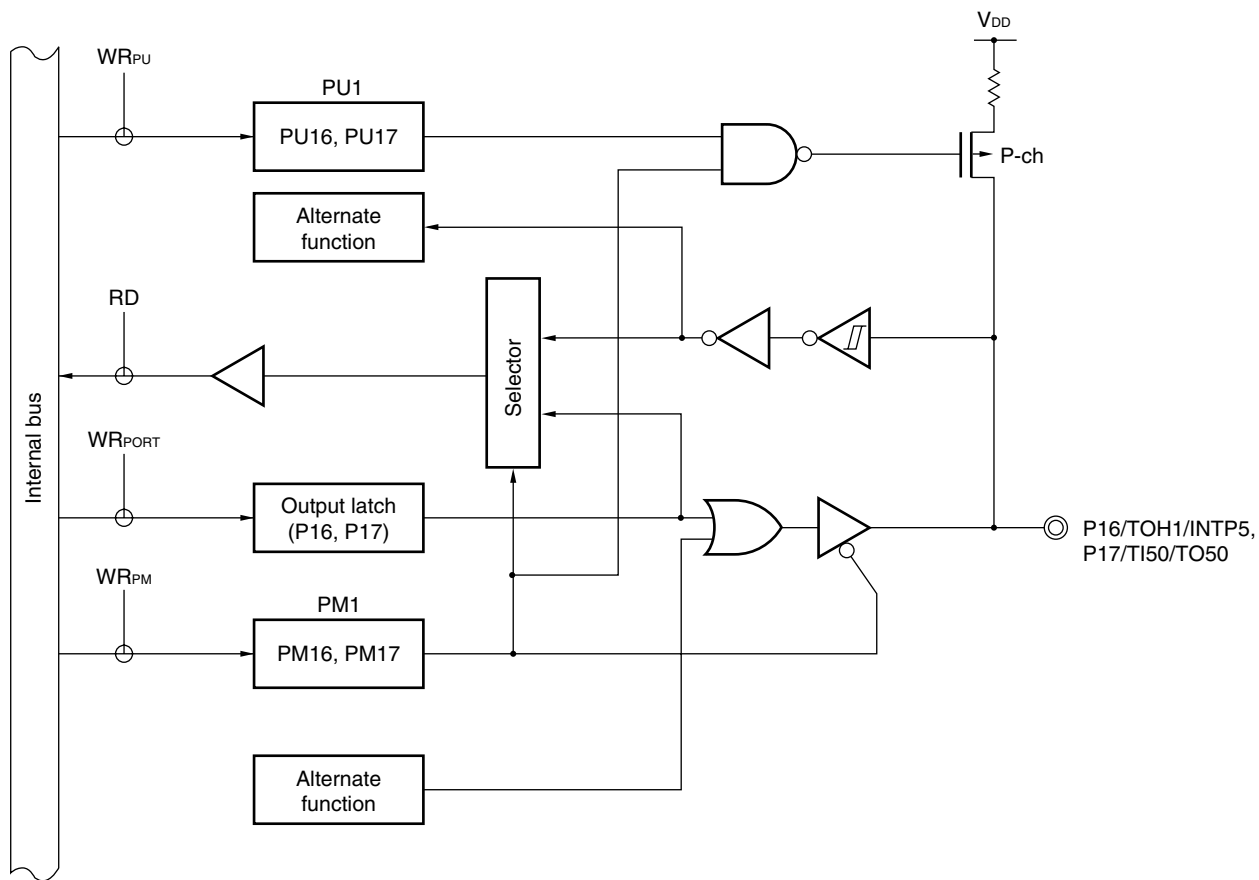 VDD
WRPU
PU1
PU16, PU17
P-ch
Alternate
function
RD
Selector
Internal bus
WRPORT
Output latch
(P16, P17)
P16/TOH1/INTP5,
P17/TI50/TO50
WRPM
PM1
PM16, PM17
Alternate
function